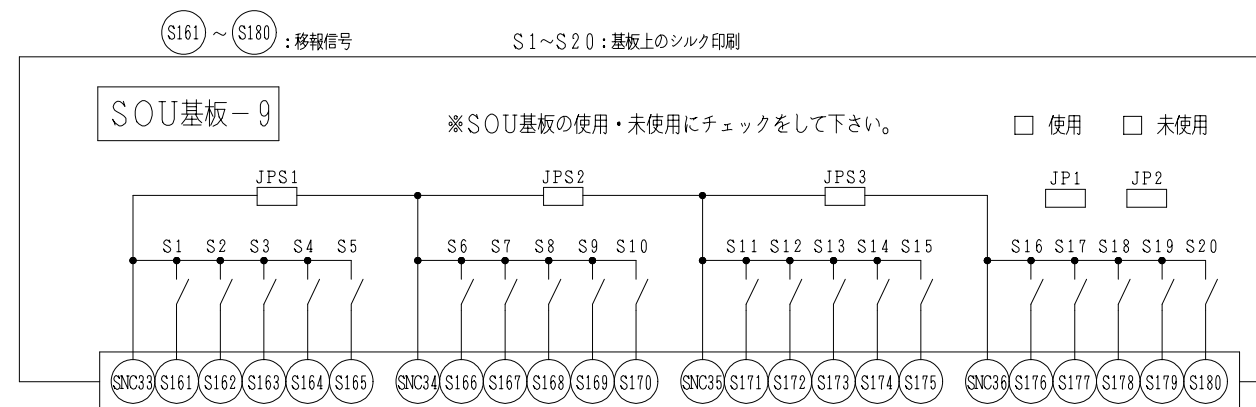 S161 ～ S180 ：移報信号　S1～S20：基板上のシルク印刷
SOU基板－9
※SOU基板の使用・未使用にチェックをして下さい。　□ 使用　□ 未使用
JPS1 JPS2 JPS3 JP1 JP2
S1 S2 S3 S4 S5 S6 S7 S8 S9 S10 S11 S12 S13 S14 S15 S16 S17 S18 S19 S20
SNC33 S161 S162 S163 S164 S165 SNC34 S166 S167 S168 S169 S170 SNC35 S171 S172 S173 S174 S175 SNC36 S176 S177 S178 S179 S180